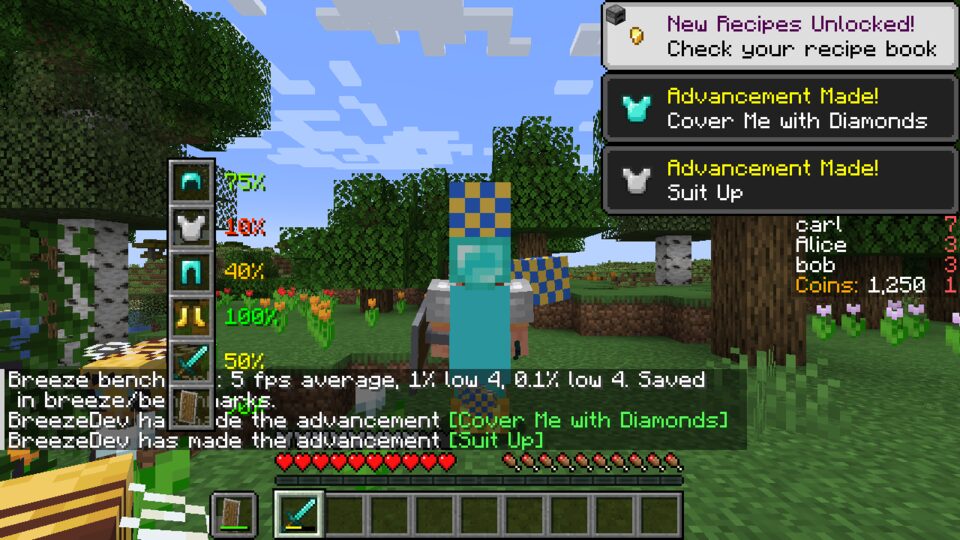 New Recipes Unlocked!
Check your recipe book
Advancement Made!
Cover Me with Diamonds
Advancement Made!
Suit Up
carl 7
Alice 3
bob 3
Coins: 1,250 1
75%
10%
40%
100%
50%
Breeze bench : 5 fps average, 1% low 4, 0.1% low 4. Saved
in breeze/be marks.
BreezeDev has made the advancement [Cover Me with Diamonds]
BreezeDev has made the advancement [Suit Up]